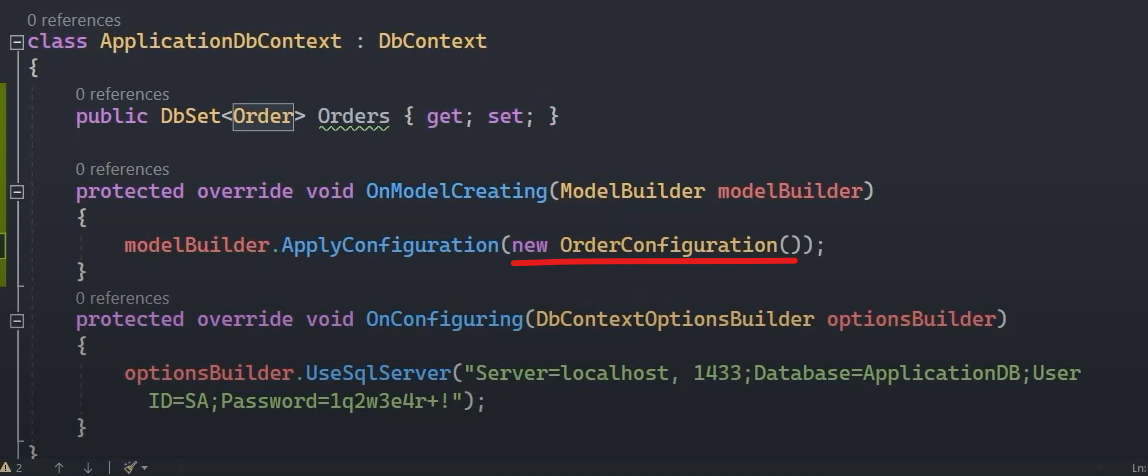 0 references
class ApplicationDbContext : DbContext
{
0 references
public DbSet<Order> Orders { get; set; }
0 references
protected override void OnModelCreating(ModelBuilder modelBuilder)
{
modelBuilder.ApplyConfiguration(new OrderConfiguration());
}
0 references
protected override void OnConfiguring(DbContextOptionsBuilder optionsBuilder)
{
optionsBuilder.UseSqlServer("Server=localhost, 1433;Database=ApplicationDB;User
ID=SA;Password=1q2w3e4r+!");
}
}
2 Ln: